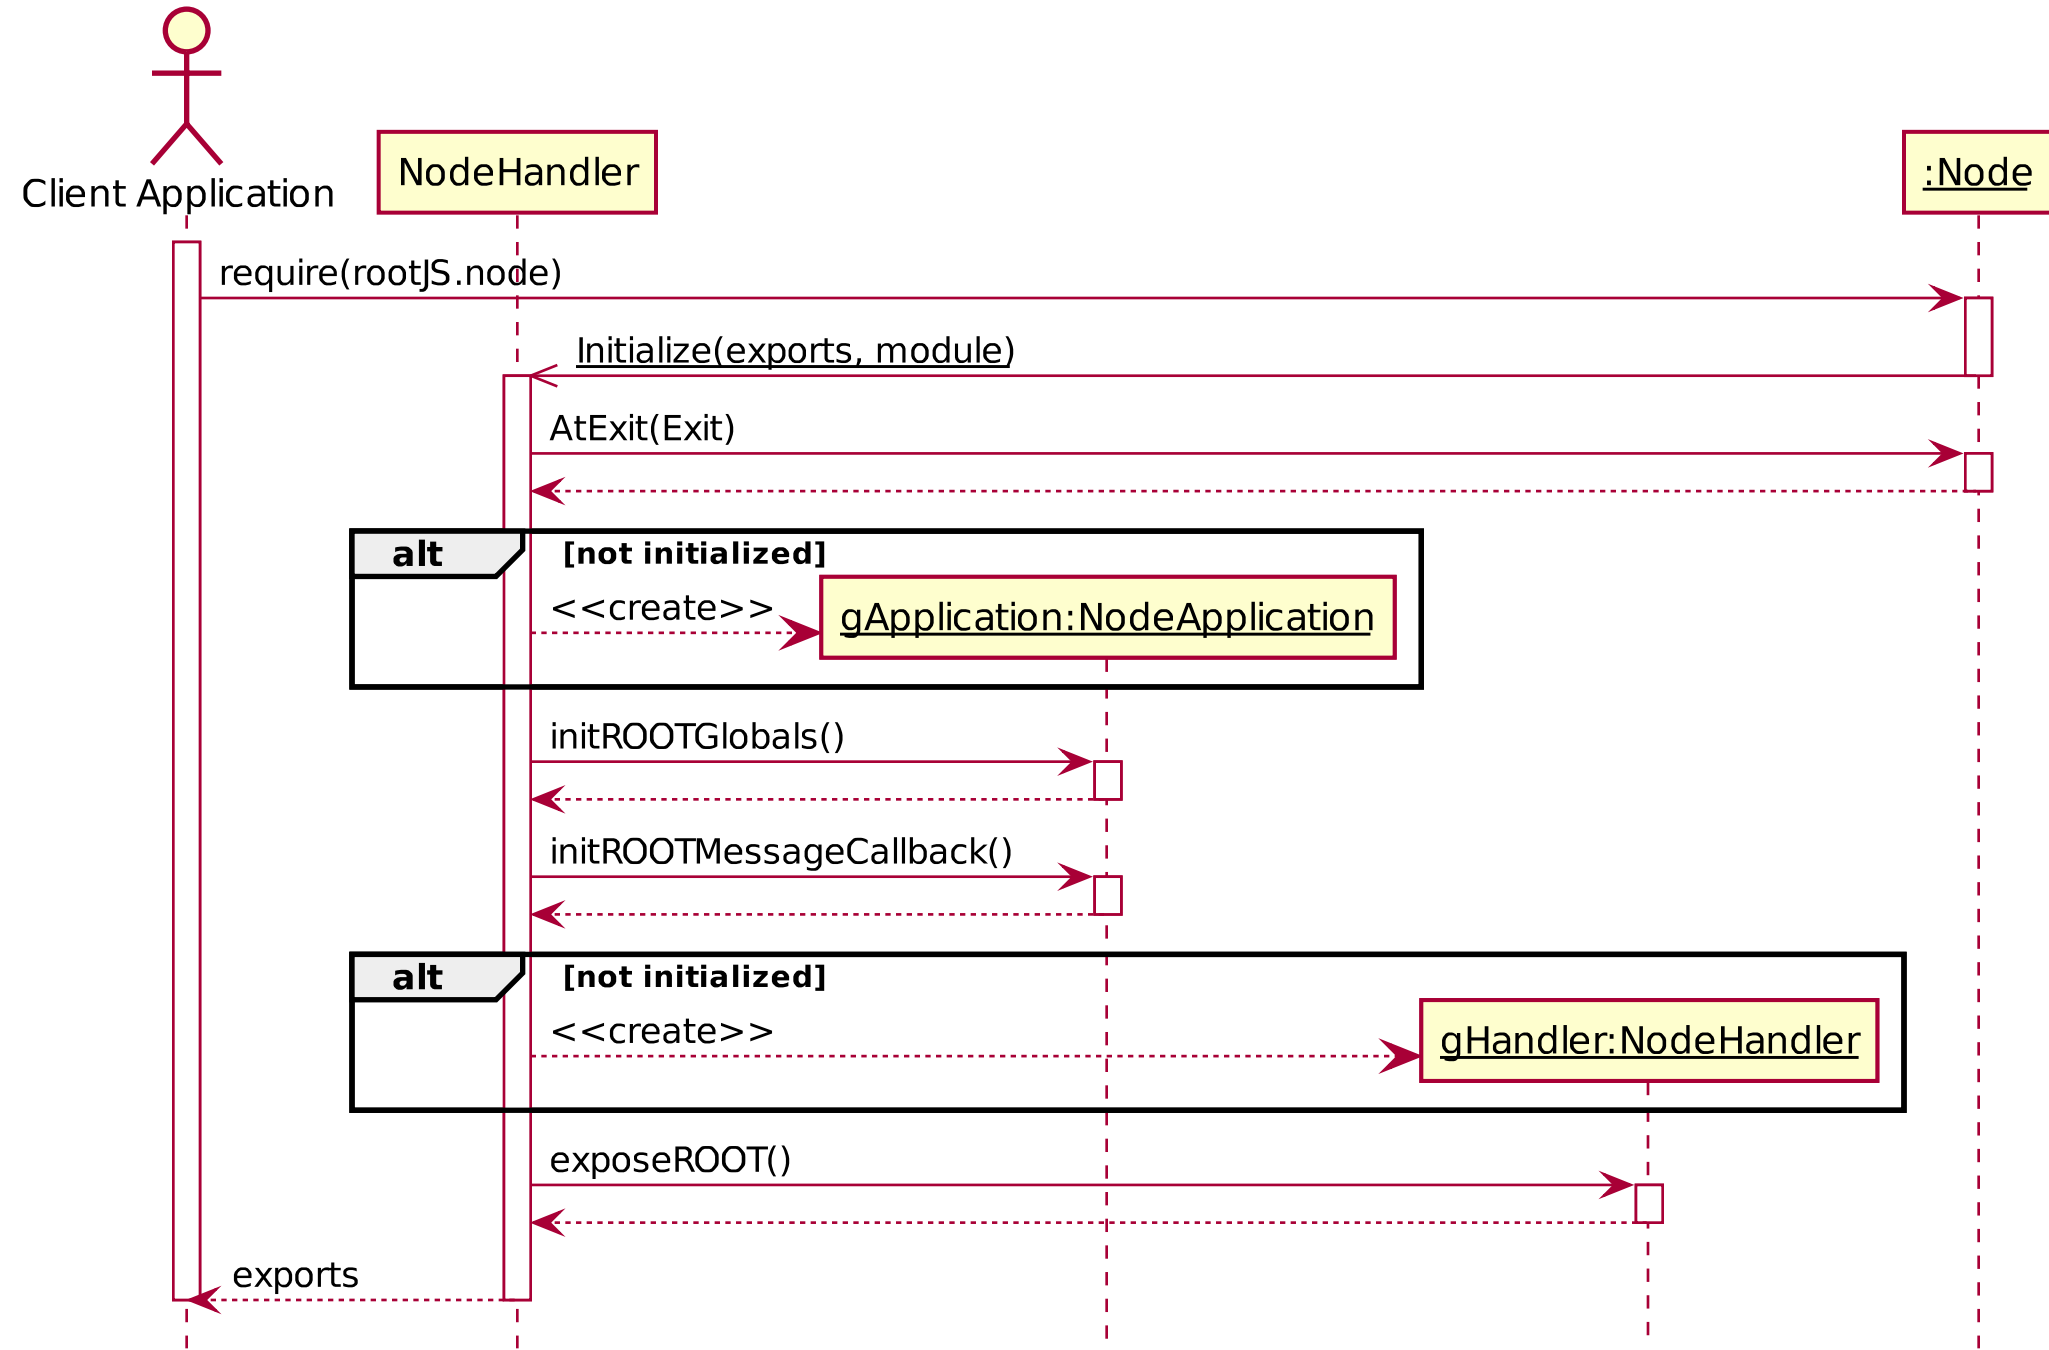 Client Application
NodeHandler
:Node
require(rootJS.node)
Initialize(exports, module)
AtExit(Exit)
alt [not initialized]
<<create>>
gApplication:NodeApplication
initROOTGlobals()
initROOTMessageCallback()
alt [not initialized]
<<create>>
gHandler:NodeHandler
exposeROOT()
exports